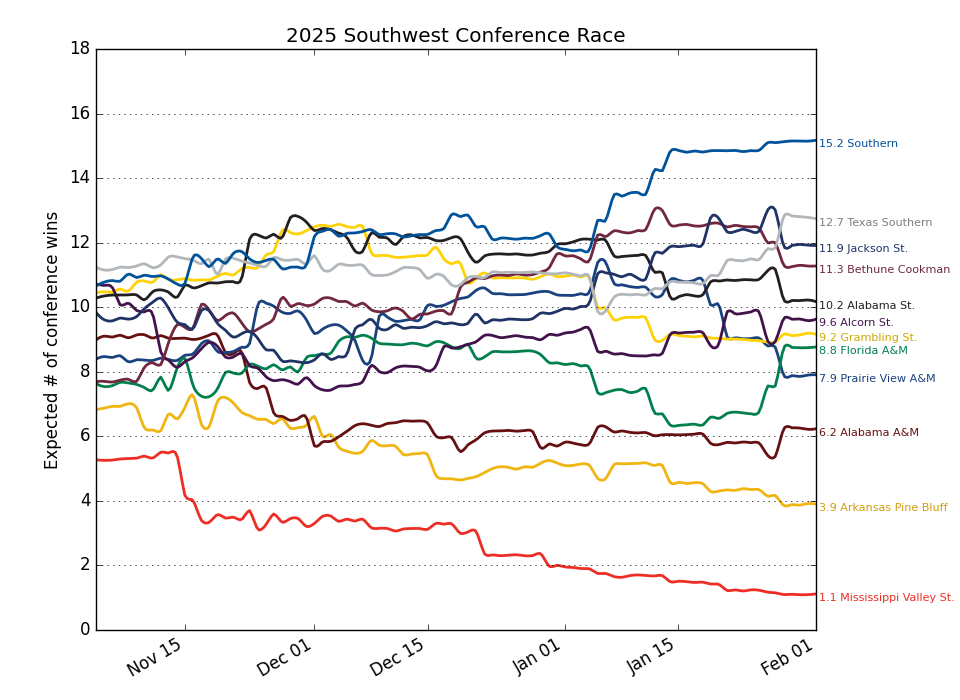 2025 Southwest Conference Race
Expected # of conference wins
18
16
14
12
10
8
6
4
2
0
Nov 15
Dec 01
Dec 15
Jan 01
Jan 15
Feb 01
15.2 Southern
12.7 Texas Southern
11.9 Jackson St.
11.3 Bethune Cookman
10.2 Alabama St.
9.6 Alcorn St.
9.2 Grambling St.
8.8 Florida A&M
7.9 Prairie View A&M
6.2 Alabama A&M
3.9 Arkansas Pine Bluff
1.1 Mississippi Valley St.